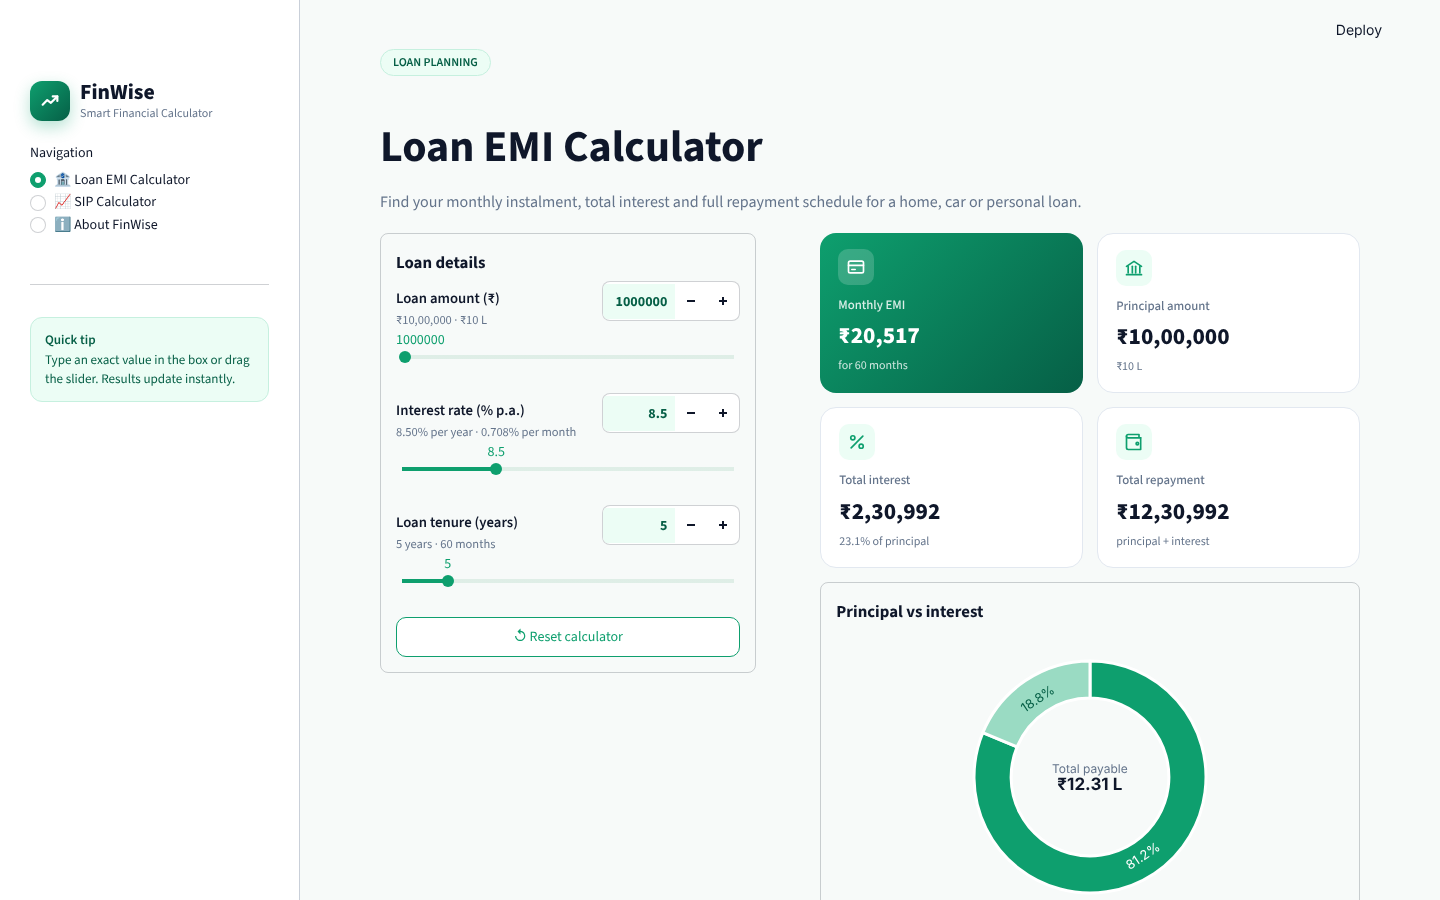 Deploy
FinWise
Smart Financial Calculator
Navigation
🏦 Loan EMI Calculator
📈 SIP Calculator
ℹ️ About FinWise
Quick tip
Type an exact value in the box or drag
the slider. Results update instantly.
LOAN PLANNING
Loan EMI Calculator
Find your monthly instalment, total interest and full repayment schedule for a home, car or personal loan.
Loan details
Loan amount (₹)
₹10,00,000 · ₹10 L
1000000 − +
1000000
Interest rate (% p.a.)
8.50% per year · 0.708% per month
8.5 − +
8.5
Loan tenure (years)
5 years · 60 months
5 − +
5
Reset calculator
Monthly EMI
₹20,517
for 60 months
Principal amount
₹10,00,000
₹10 L
Total interest
₹2,30,992
23.1% of principal
Total repayment
₹12,30,992
principal + interest
Principal vs interest
18.8%
Total payable
₹12.31 L
81.2%